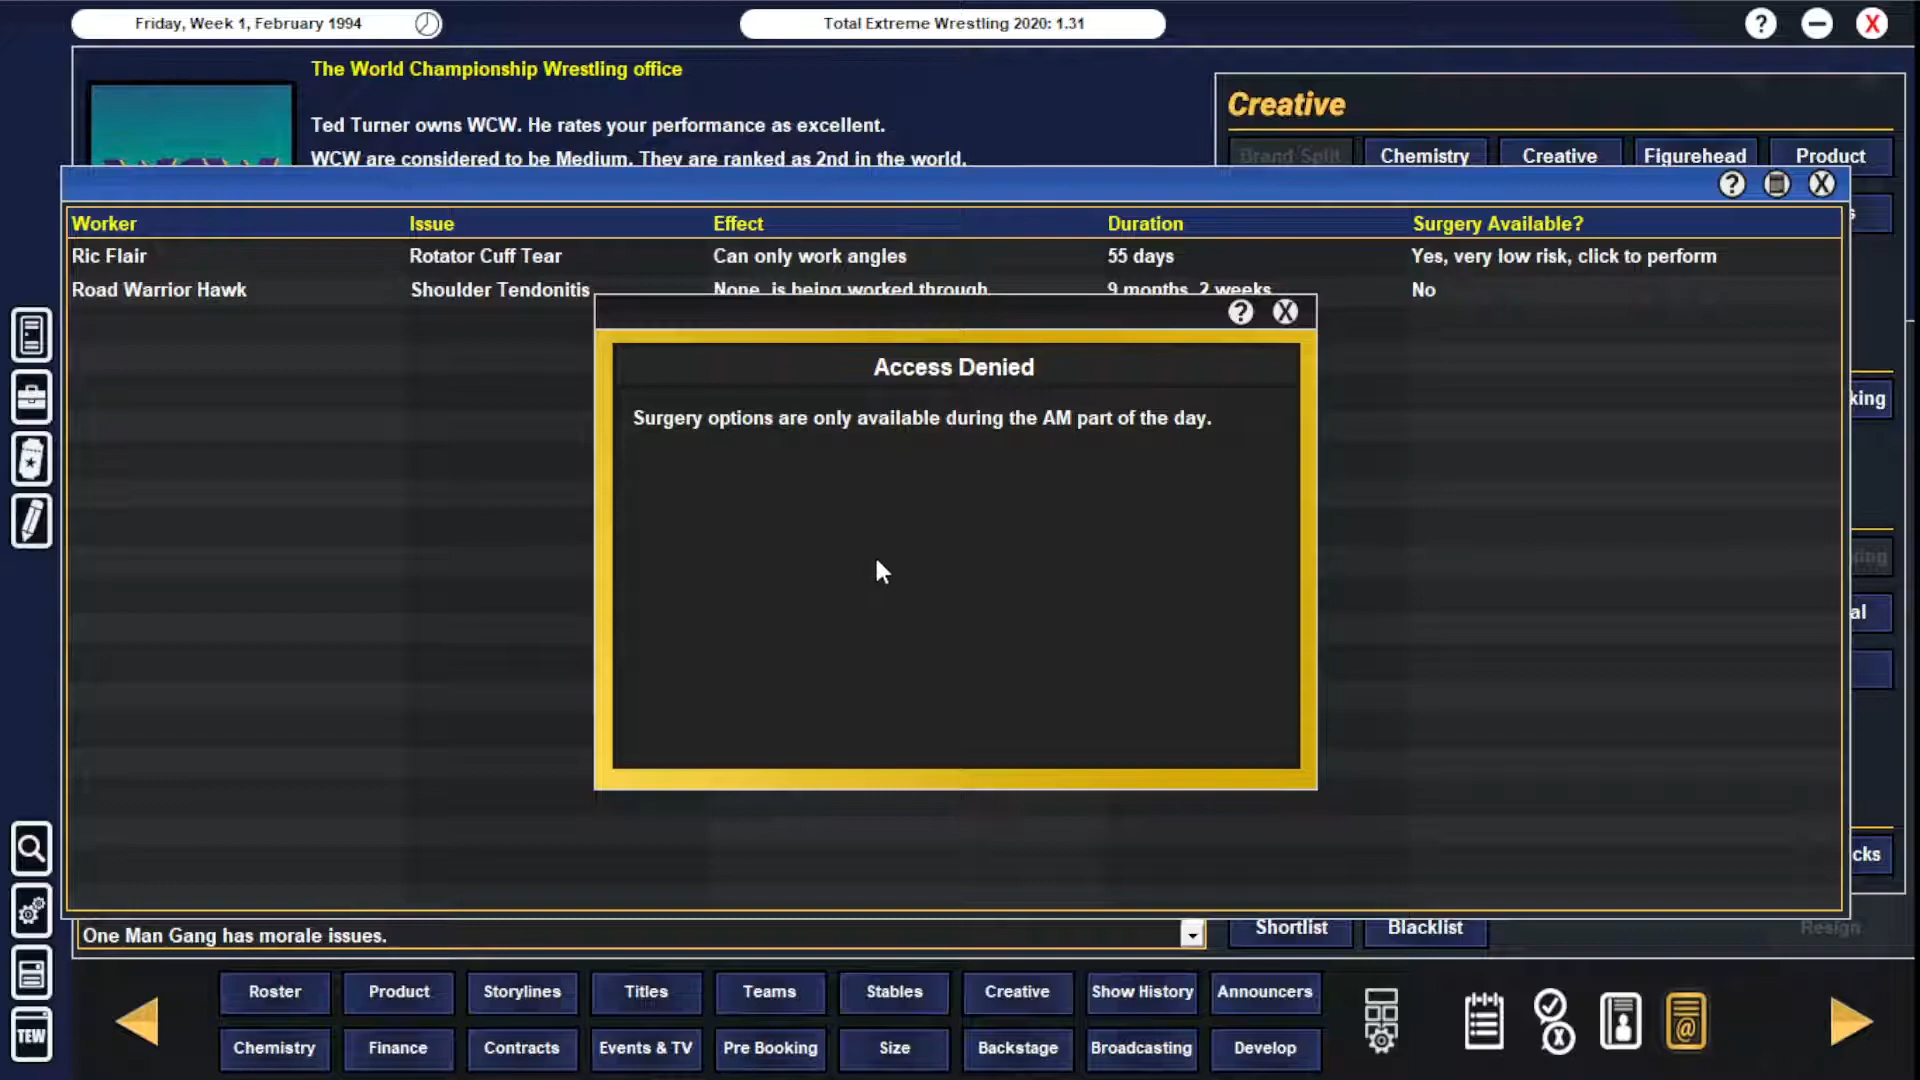 Friday, Week 1, February 1994
Total Extreme Wrestling 2020: 1.31
? X
The World Championship Wrestling office
Ted Turner owns WCW. He rates your performance as excellent.
WCW are considered to be Medium. They are ranked as 2nd in the world.
Creative
Brand Split Chemistry Creative Figurehead Product
? X
Worker Issue Effect Duration Surgery Available?
Ric Flair Rotator Cuff Tear Can only work angles 55 days Yes, very low risk, click to perform
Road Warrior Hawk Shoulder Tendonitis None, is being worked through 9 months, 2 weeks No
? X
Access Denied
Surgery options are only available during the AM part of the day.
king
al
cks
One Man Gang has morale issues.
Shortlist Blacklist Resign
TEW
Roster Product Storylines Titles Teams Stables Creative Show History Announcers
Chemistry Finance Contracts Events & TV Pre Booking Size Backstage Broadcasting Develop